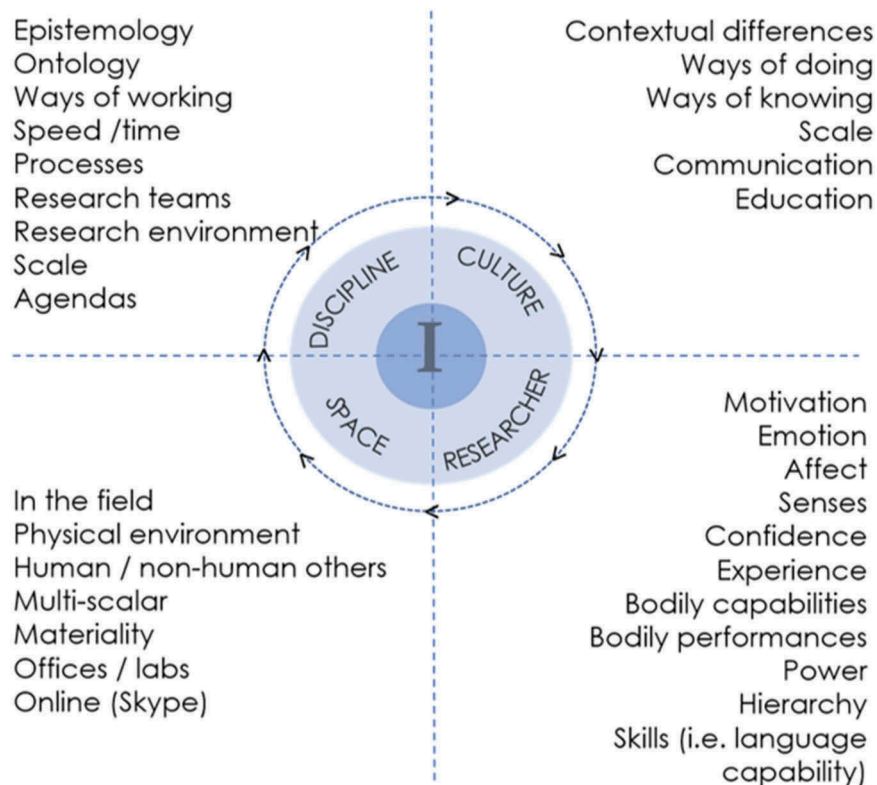 Epistemology
Ontology
Ways of working
Speed /time
Processes
Research teams
Research environment
Scale
Agendas
Contextual differences
Ways of doing
Ways of knowing
Scale
Communication
Education
DISCIPLINE
CULTURE
I
SPACE
RESEARCHER
In the field
Physical environment
Human / non-human others
Multi-scalar
Materiality
Offices / labs
Online (Skype)
Motivation
Emotion
Affect
Senses
Confidence
Experience
Bodily capabilities
Bodily performances
Power
Hierarchy
Skills (i.e. language
capability)